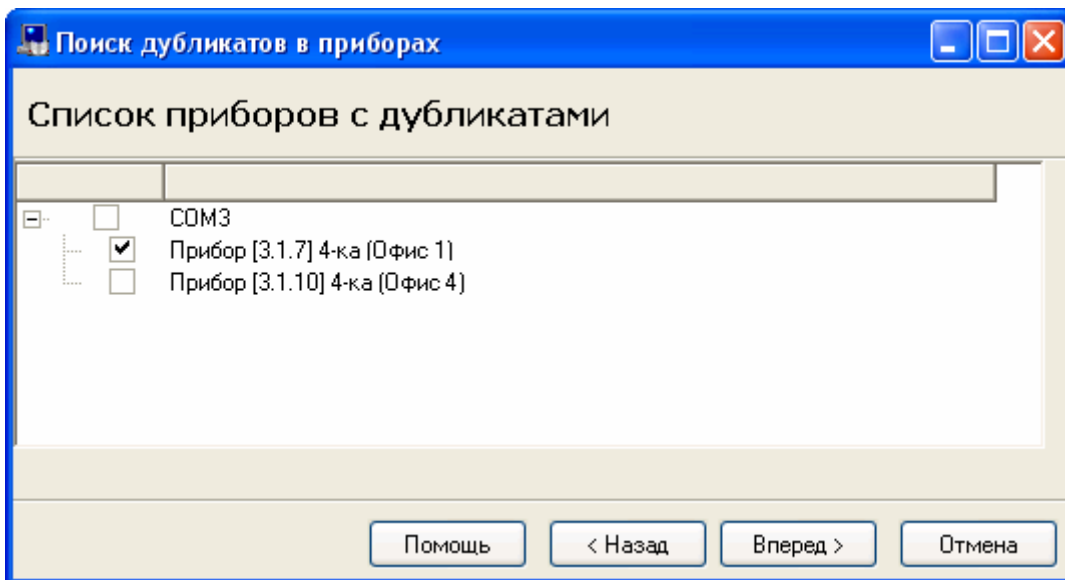 Поиск дубликатов в приборах
Список приборов с дубликатами
COM3
Прибор [3.1.7] 4-ка (Офис 1)
Прибор [3.1.10] 4-ка (Офис 4)
Помощь < Назад Вперед > Отмена